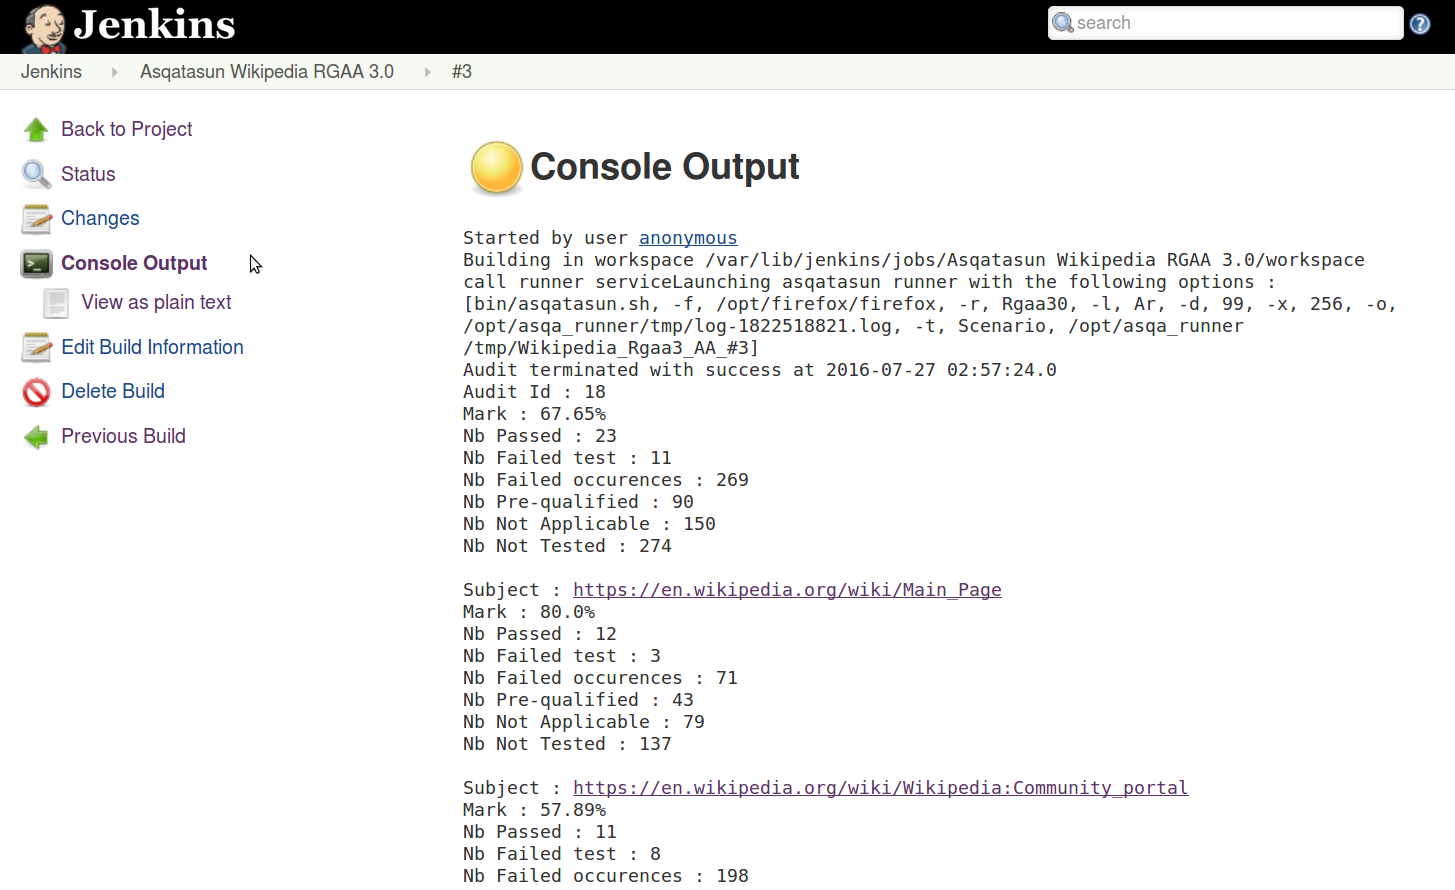 Jenkins
search
Jenkins
Asqatasun Wikipedia RGAA 3.0
#3
Back to Project
Status
Changes
Console Output
View as plain text
Edit Build Information
Delete Build
Previous Build
Console Output
Started by user anonymous
Building in workspace /var/lib/jenkins/jobs/Asqatasun Wikipedia RGAA 3.0/workspace
call runner serviceLaunching asqatasun runner with the following options :
[bin/asqatasun.sh, -f, /opt/firefox/firefox, -r, Rgaa30, -l, Ar, -d, 99, -x, 256, -o,
/opt/asqa_runner/tmp/log-1822518821.log, -t, Scenario, /opt/asqa_runner
/tmp/Wikipedia_Rgaa3_AA_#3]
Audit terminated with success at 2016-07-27 02:57:24.0
Audit Id : 18
Mark : 67.65%
Nb Passed : 23
Nb Failed test : 11
Nb Failed occurences : 269
Nb Pre-qualified : 90
Nb Not Applicable : 150
Nb Not Tested : 274
Subject : https://en.wikipedia.org/wiki/Main_Page
Mark : 80.0%
Nb Passed : 12
Nb Failed test : 3
Nb Failed occurences : 71
Nb Pre-qualified : 43
Nb Not Applicable : 79
Nb Not Tested : 137
Subject : https://en.wikipedia.org/wiki/Wikipedia:Community_portal
Mark : 57.89%
Nb Passed : 11
Nb Failed test : 8
Nb Failed occurences : 198